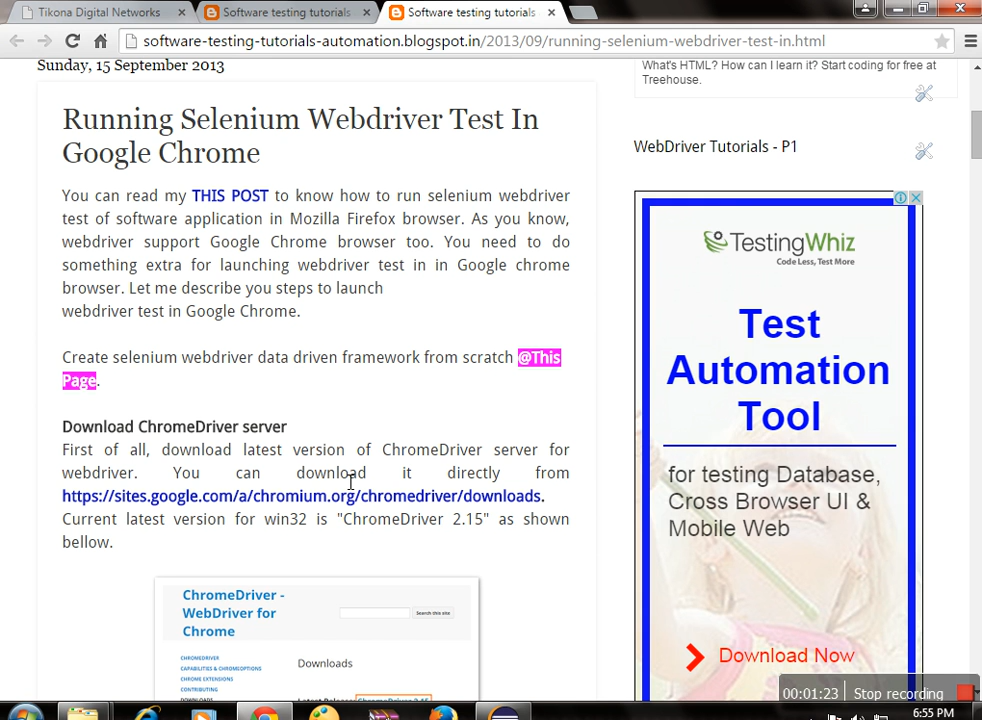 Tikona Digital Networks
Software testing tutorials
Software testing tutorials
software-testing-tutorials-automation.blogspot.in/2013/09/running-selenium-webdriver-test-in.html
Sunday, 15 September 2013
Running Selenium Webdriver Test In
Google Chrome
You can read my THIS POST to know how to run selenium webdriver
test of software application in Mozilla Firefox browser. As you know,
webdriver support Google Chrome browser too. You need to do
something extra for launching webdriver test in in Google chrome
browser. Let me describe you steps to launch
webdriver test in Google Chrome.
Create selenium webdriver data driven framework from scratch @This
Page.
Download ChromeDriver server
First of all, download latest version of ChromeDriver server for
webdriver. You can download it directly from
https://sites.google.com/a/chromium.org/chromedriver/downloads.
Current latest version for win32 is "ChromeDriver 2.15" as shown
bellow.
ChromeDriver -
WebDriver for
Chrome
Search this site
CHROMEDRIVER
CAPABILITIES & CHROMEOPTIONS
CHROME EXTENSIONS
CONTRIBUTING
Downloads
What's HTML? How can I learn it? Start coding for free at
Treehouse.
WebDriver Tutorials - P1
TestingWhiz
Code Less, Test More
Test
Automation
Tool
for testing Database,
Cross Browser UI &
Mobile Web
Download Now
00:01:23 Stop recording
6:55 PM